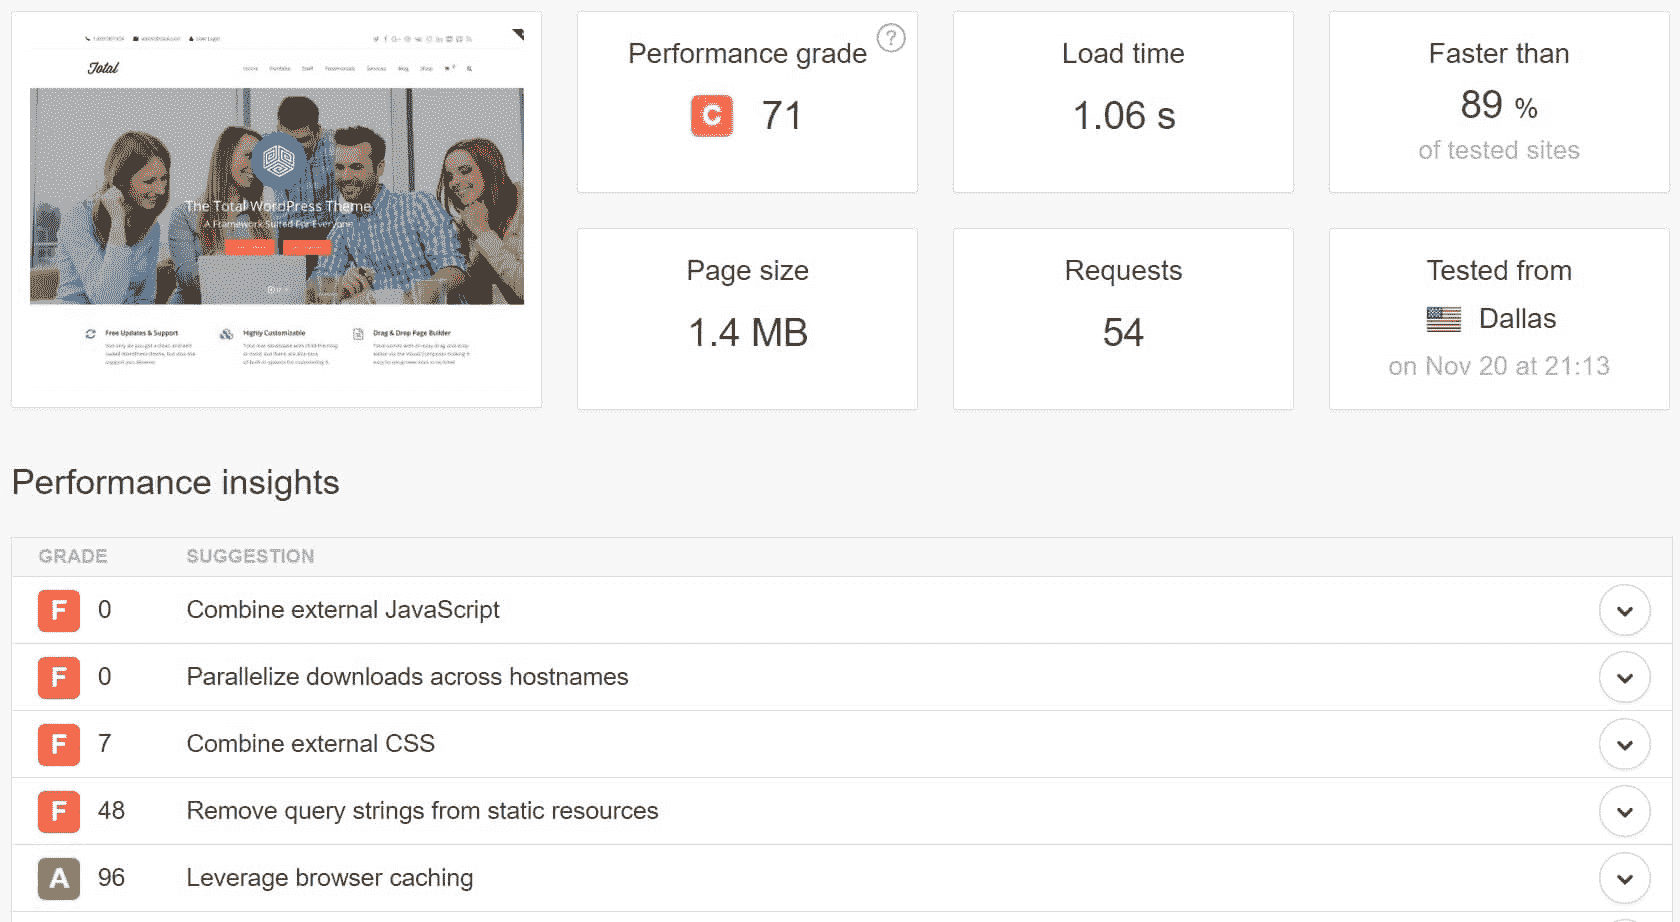 Total
Home Portfolio Staff Testimonials Services Blog Shop
The Total WordPress Theme
A Framework Suited For Everyone
Free Updates & Support
Highly Customizable
Drag & Drop Page Builder
Performance grade ?
C 71
Load time
1.06 s
Faster than
89 %
of tested sites
Page size
1.4 MB
Requests
54
Tested from
Dallas
on Nov 20 at 21:13
Performance insights
GRADE SUGGESTION
F 0 Combine external JavaScript
F 0 Parallelize downloads across hostnames
F 7 Combine external CSS
F 48 Remove query strings from static resources
A 96 Leverage browser caching